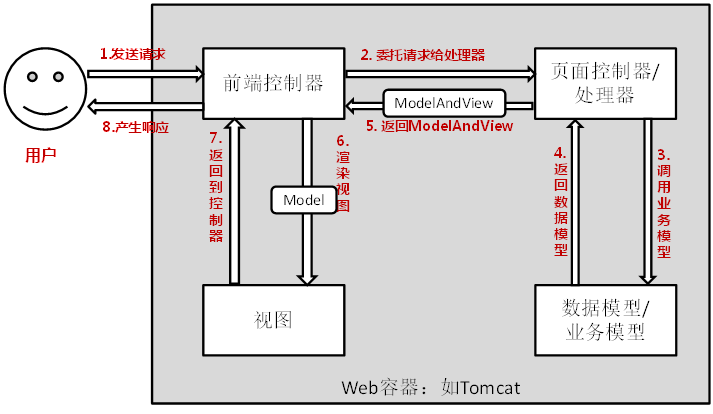 1.发送请求
2. 委托请求给处理器
前端控制器
页面控制器/
处理器
ModelAndView
5. 返回ModelAndView
8.产生响应
用户
7.
返
回
到
控
制
器
6.
渲
染
视
图
Model
4.
返
回
数
据
模
型
3.
调
用
业
务
模
型
视图
数据模型/
业务模型
Web容器：如Tomcat